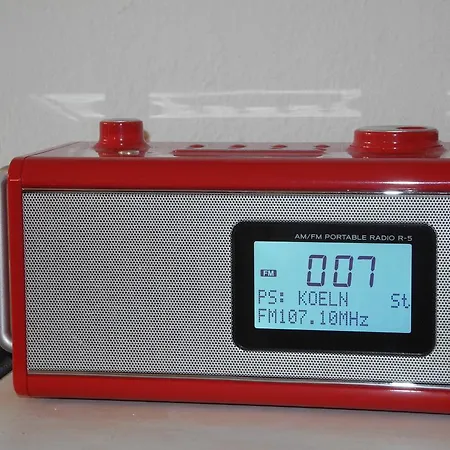 AM/FM PORTABLE RADIO R-5
FM 007
PS: KOELN St
FM107.10MHz